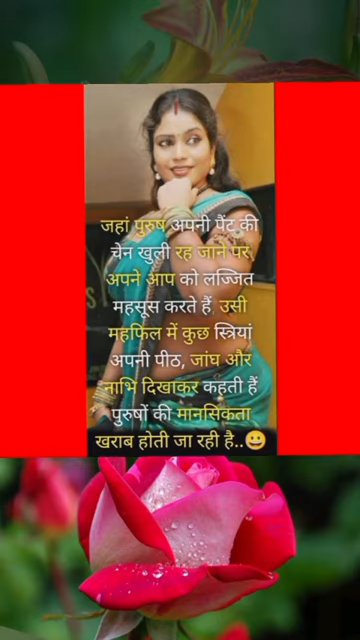 जहां पुरुष अपनी पैंट की
चेन खुली रह जाने पर
अपने आप को लज्जित
महसूस करते हैं, उसी
महफिल में कुछ स्त्रियां
अपनी पीठ, जांघ और
नाभि दिखाकर कहती हैं
पुरुषों की मानसिकता
खराब होती जा रही है..😀